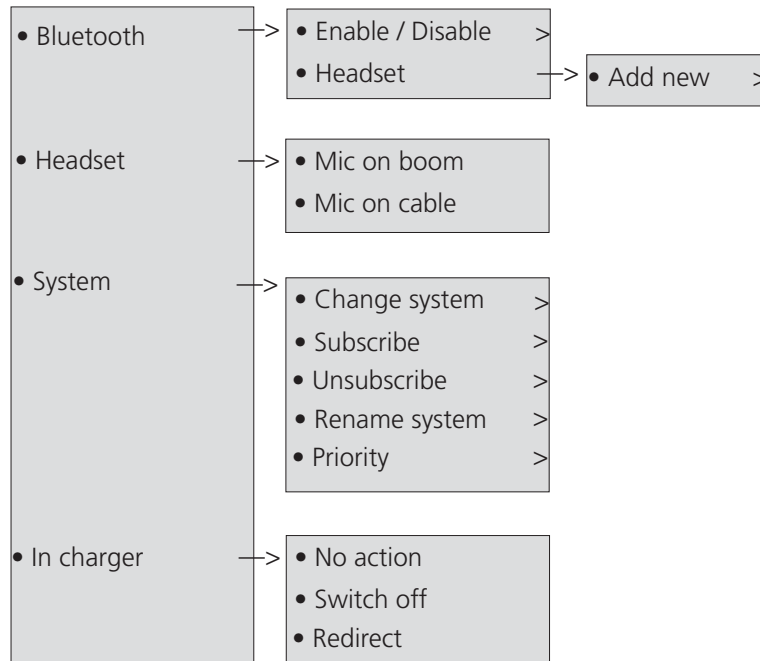 • Bluetooth
• Enable / Disable >
• Headset
• Add new >
• Headset
• Mic on boom
• Mic on cable
• System
• Change system >
• Subscribe >
• Unsubscribe >
• Rename system >
• Priority >
• In charger
• No action
• Switch off
• Redirect